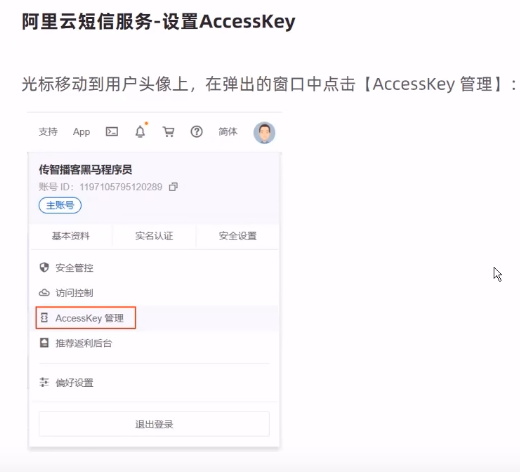 阿里云短信服务-设置AccessKey
光标移动到用户头像上，在弹出的窗口中点击【AccessKey 管理】：
支持 App 简体
传智播客黑马程序员
账号 ID：1197105795120289
主账号
基本资料 实名认证 安全设置
安全管控
访问控制
AccessKey 管理
推荐返利后台
偏好设置
退出登录